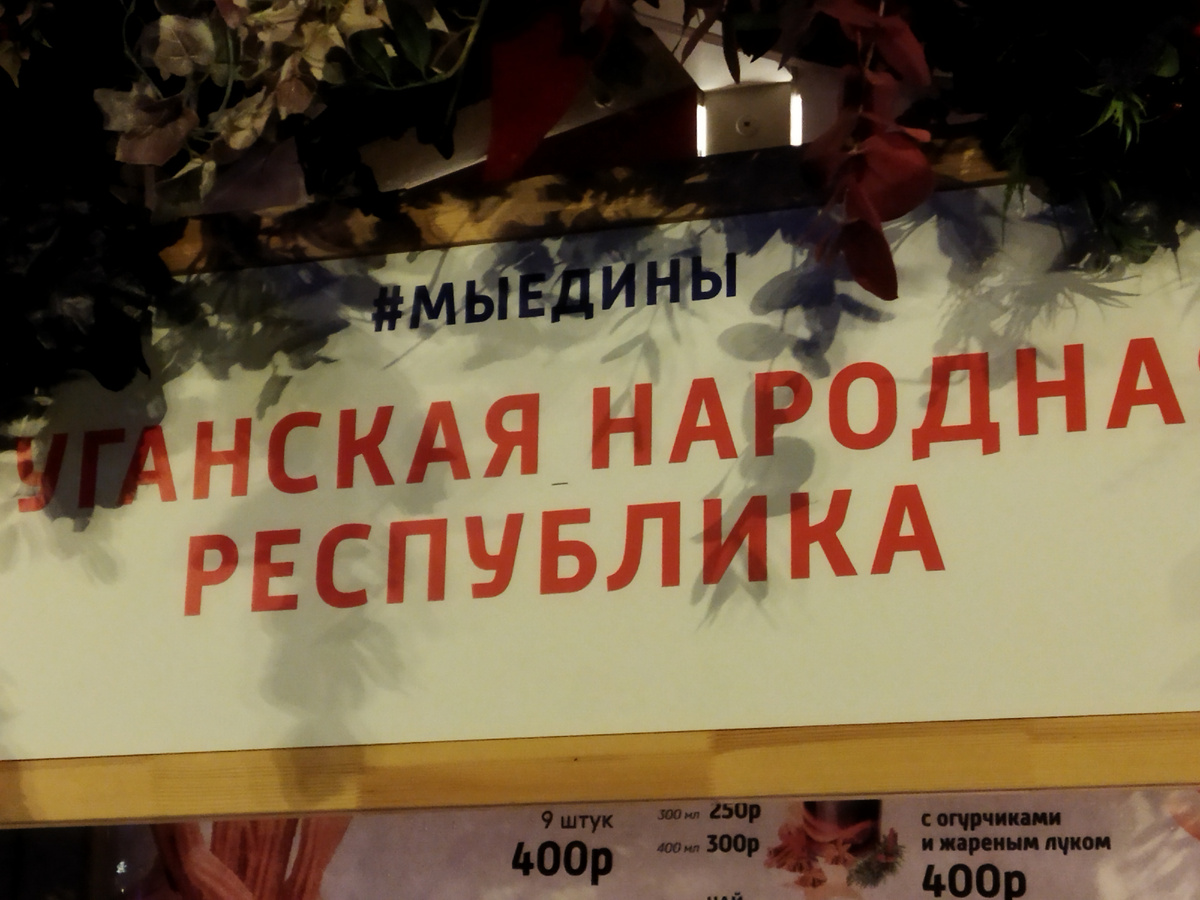 #МЫЕДИНЫ
УГАНСКАЯ НАРОДНА
РЕСПУБЛИКА
9 штук
400р
300 мл 250р
400 мл 300р
с огурчиками
и жареным луком
400р